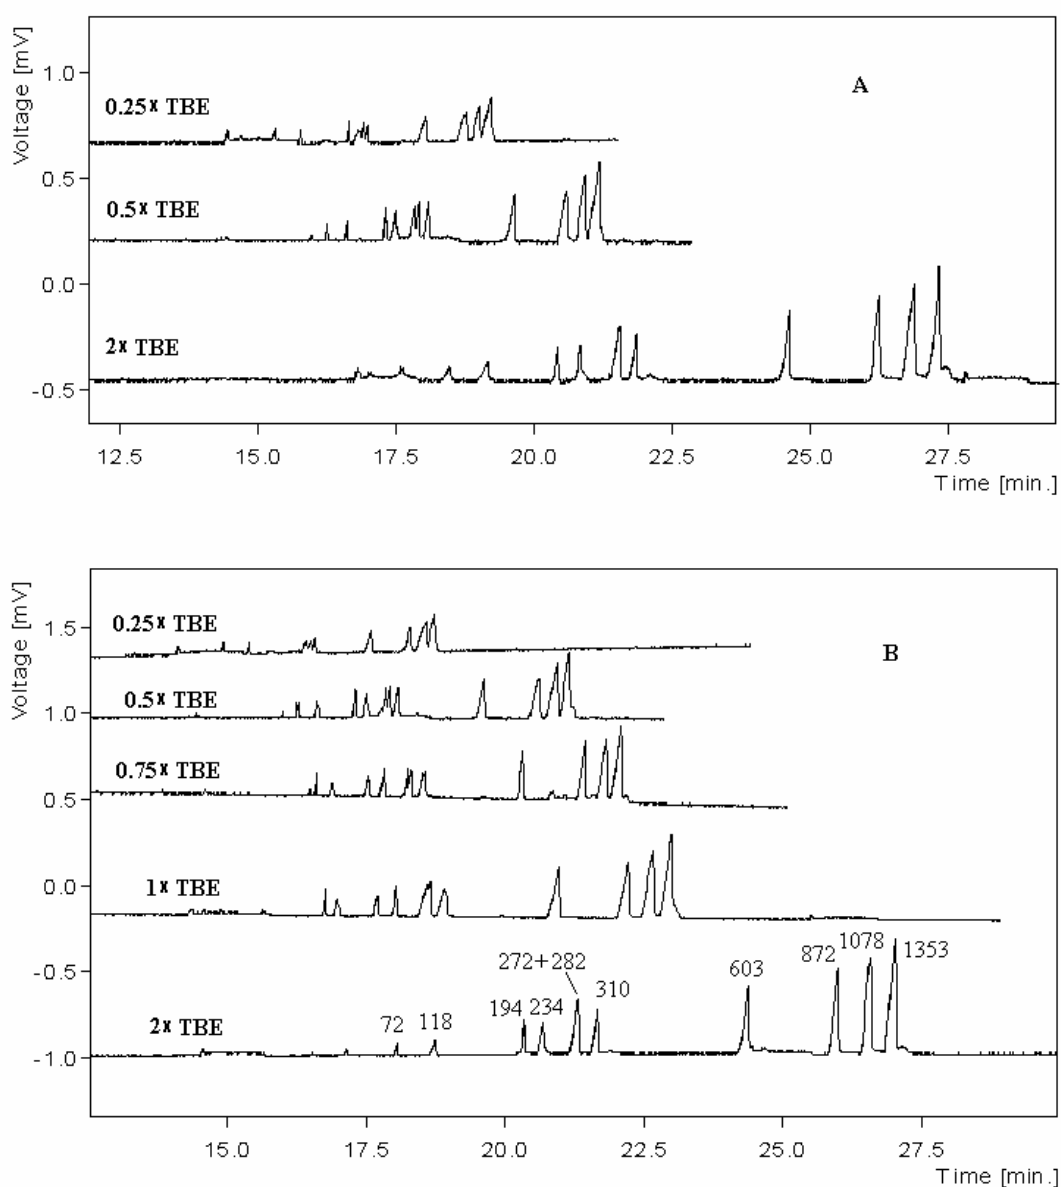 Voltage [mV]
A
1.0
0.25x TBE
0.5
0.5x TBE
0.0
2x TBE
-0.5
12.5 15.0 17.5 20.0 22.5 25.0 27.5
Time [min.]
Voltage [mV]
B
1.5
0.25x TBE
1.0
0.5x TBE
0.75x TBE
0.5
1x TBE
0.0
-0.5
272+282 603 872 1078 1353
2x TBE 72 118 194 234 310
-1.0
15.0 17.5 20.0 22.5 25.0 27.5
Time [min.]